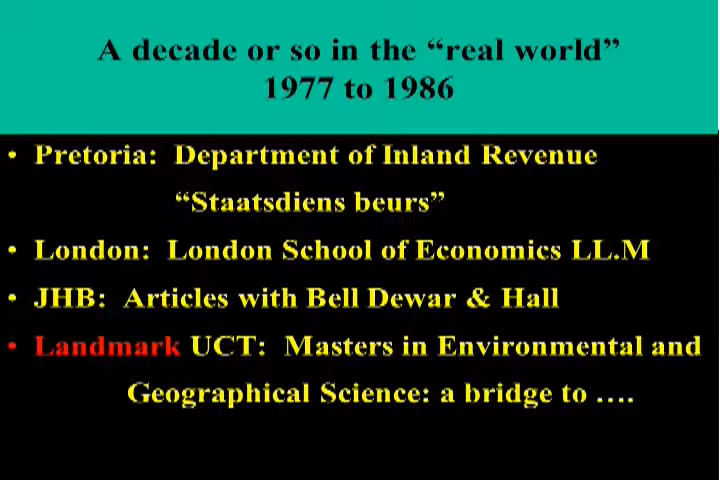 A decade or so in the “real world”
1977 to 1986
• Pretoria: Department of Inland Revenue
“Staatsdiens beurs”
• London: London School of Economics LL.M
• JHB: Articles with Bell Dewar & Hall
• Landmark UCT: Masters in Environmental and
Geographical Science: a bridge to ….